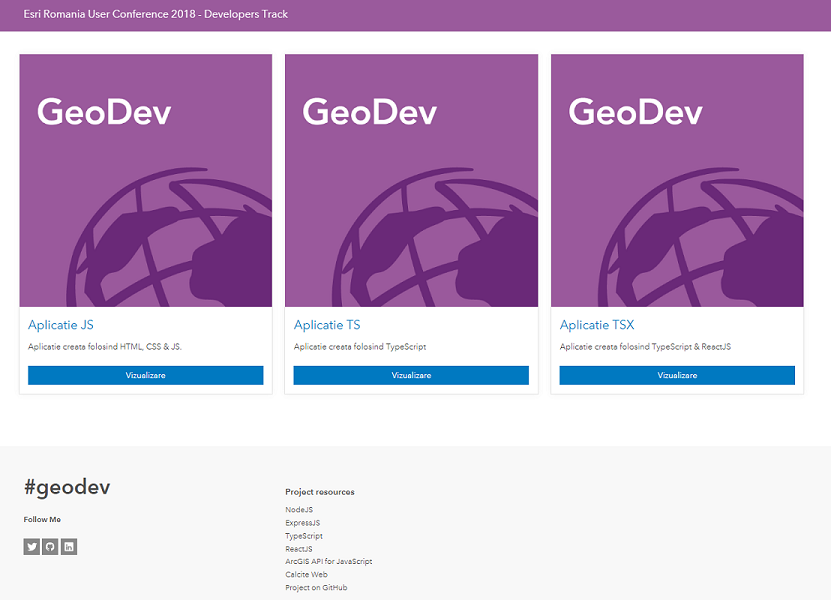 Esri Romania User Conference 2018 - Developers Track
GeoDev
GeoDev
GeoDev
Aplicatie JS
Aplicatie creata folosind HTML, CSS & JS.
Vizualizare
Aplicatie TS
Aplicatie creata folosind TypeScript
Vizualizare
Aplicatie TSX
Aplicatie creata folosind TypeScript & ReactJS
Vizualizare
#geodev
Follow Me
Project resources
NodeJS
ExpressJS
TypeScript
ReactJS
ArcGIS API for JavaScript
Calcite Web
Project on GitHub